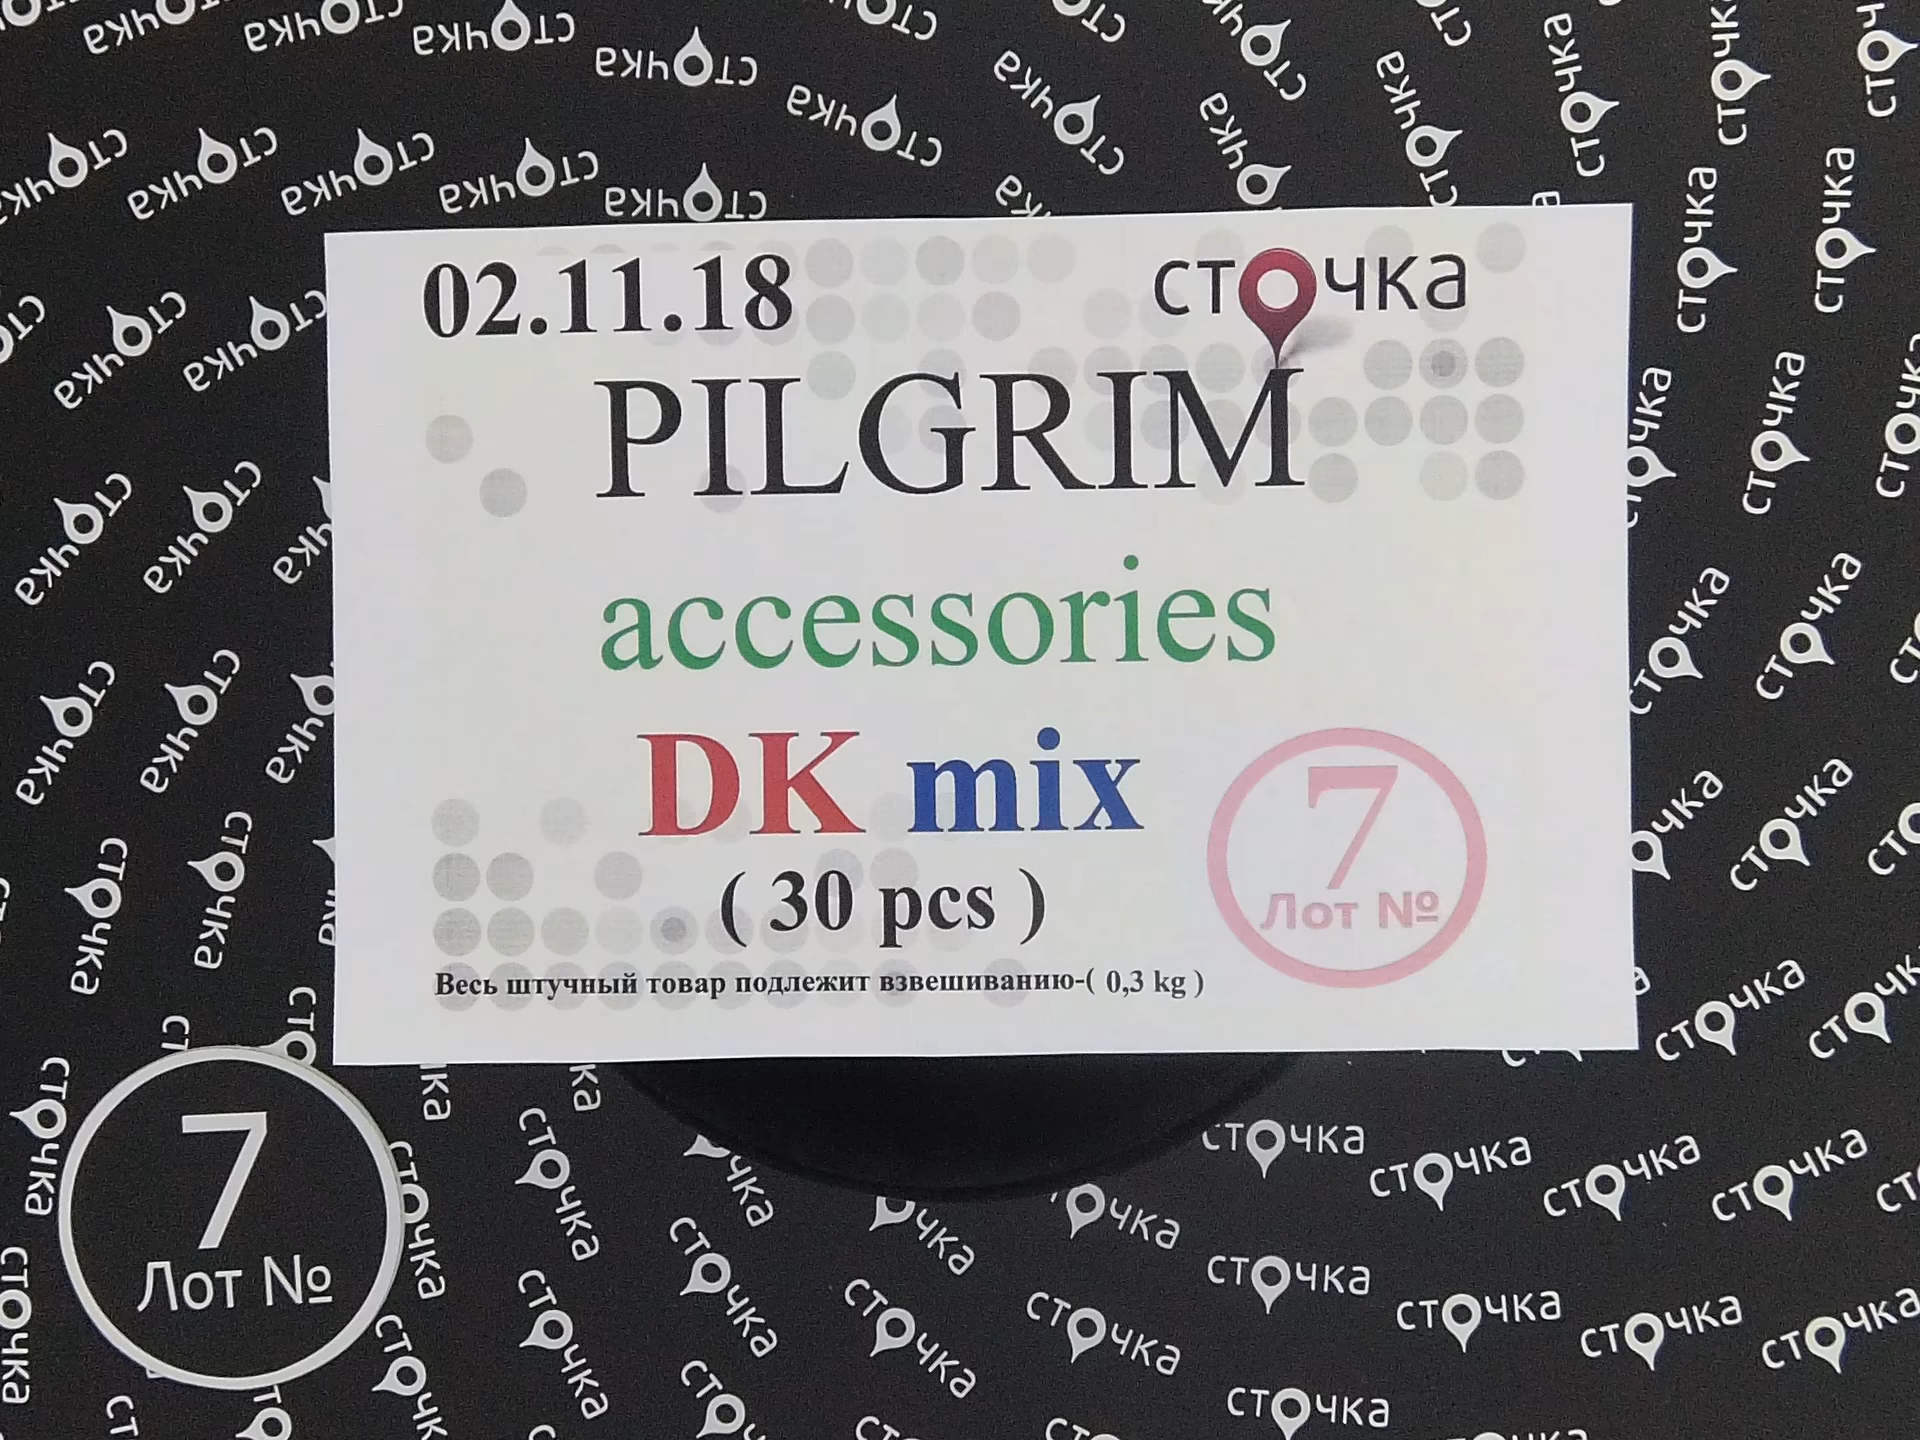 02.11.18
сточка
PILGRIM
accessories
DK mix
( 30 pcs )
7
Лот №
Весь штучный товар подлежит взвешиванию-( 0,3 kg )
7
Лот №